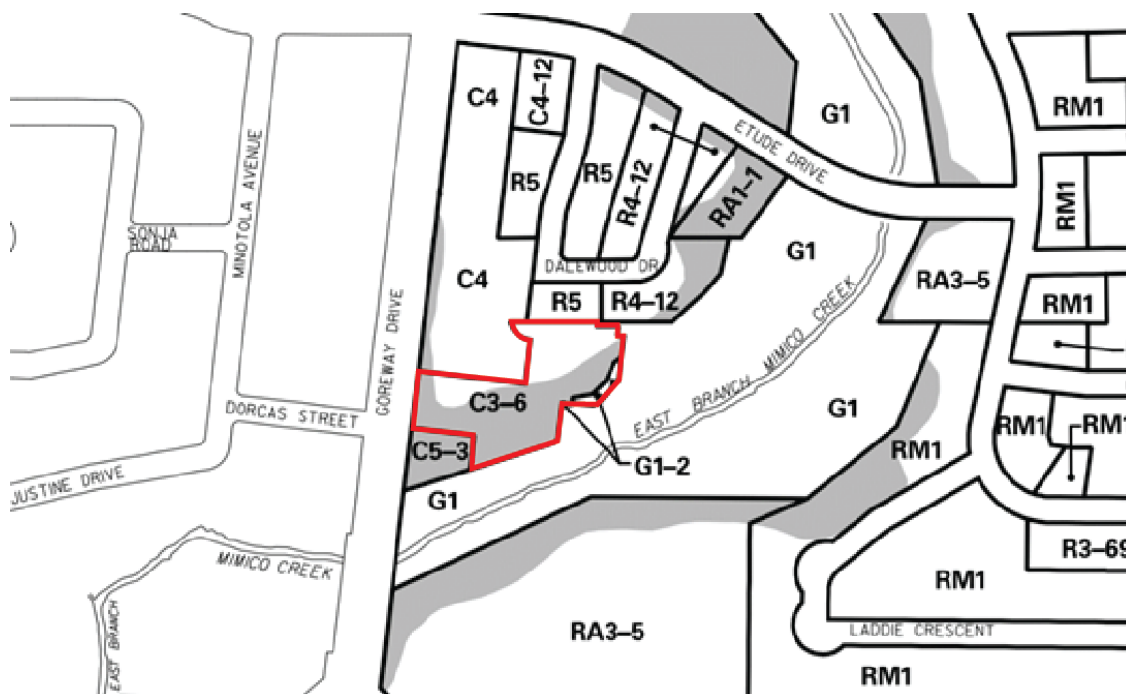 C4
C4–12
G1
RM1
ETUDE DRIVE
MINOTOLA AVENUE
R5
R5
R4–12
RA1–1
RM1
SONJA
ROAD
G1
DALEWOOD DR
C4
R5
R4–12
RA3–5
RM1
GOREWAY DRIVE
EAST BRANCH MIMICO CREEK
C3–6
DORCAS STREET
G1
RM1
RM1
RM1
C5–3
G1–2
JUSTINE DRIVE
G1
MIMICO CREEK
R3–69
RM1
EAST BRANCH
RA3–5
LADDIE CRESCENT
RM1